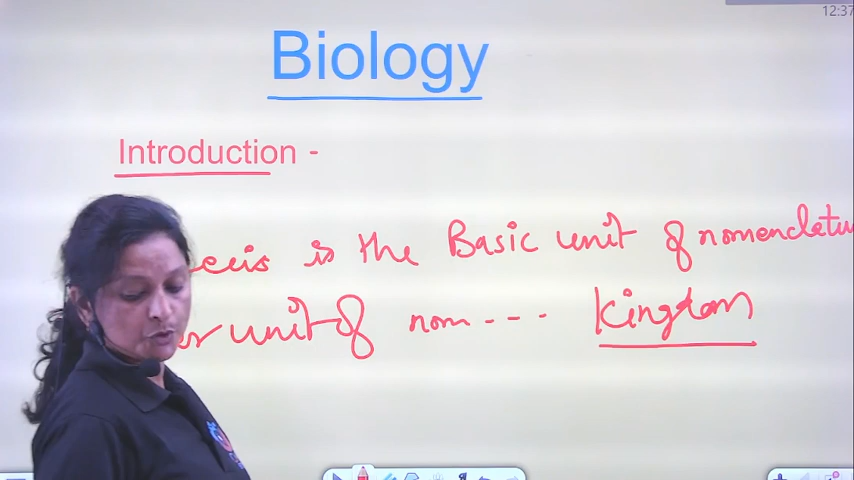 12:37
Biology
Introduction -
is the Basic unit of nomenclatu
unit of nom --- Kingdom